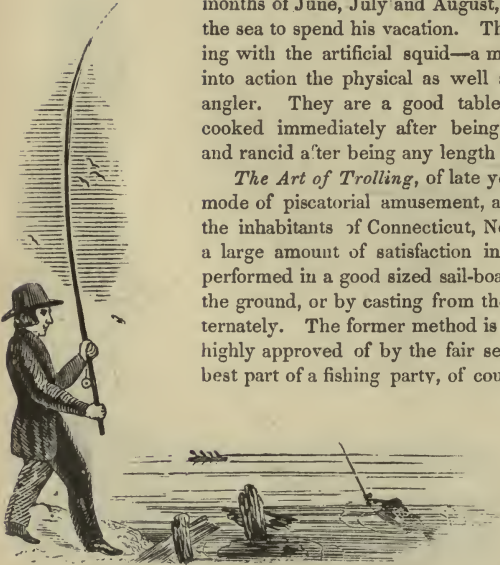 months of June, July and August,
the sea to spend his vacation. Th
ing with the artificial squid—a m
into action the physical as well
angler. They are a good table
cooked immediately after being
and rancid a'ter being any length
The Art of Trolling, of late y
mode of piscatorial amusement, a
the inhabitants of Connecticut, N
a large amount of satisfaction in
performed in a good sized sail-boa
the ground, or by casting from th
ternately. The former method is
highly approved of by the fair se
best part of a fishing party, of cou